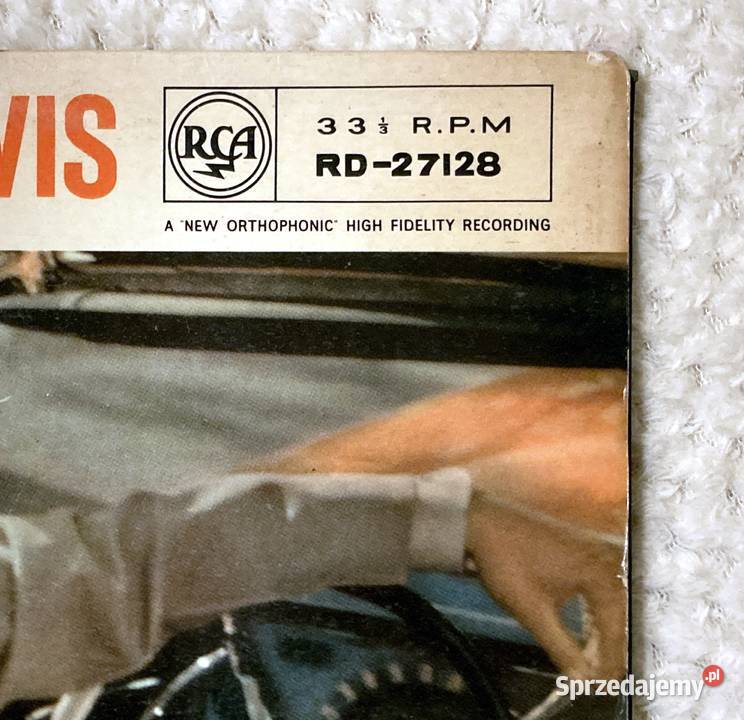 VIS
RCA
33⅓ R.P.M
RD-27128
A "NEW ORTHOPHONIC" HIGH FIDELITY RECORDING
Sprzedajemy.pl